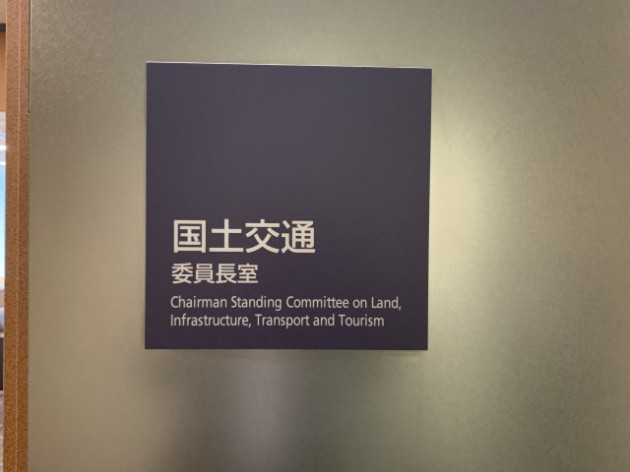 国土交通
委員長室
Chairman Standing Committee on Land,
Infrastructure, Transport and Tourism